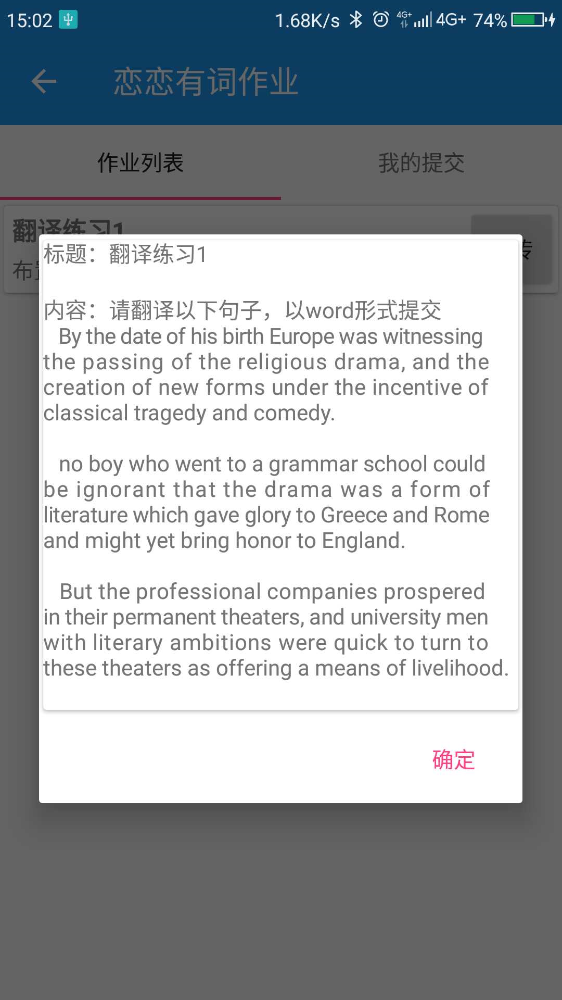 15:02
1.68K/s 4G+ 4G+ 74%
恋恋有词作业
作业列表
我的提交
翻译练习1
标题：翻译练习1
内容：请翻译以下句子，以word形式提交
By the date of his birth Europe was witnessing
the passing of the religious drama, and the
creation of new forms under the incentive of
classical tragedy and comedy.
no boy who went to a grammar school could
be ignorant that the drama was a form of
literature which gave glory to Greece and Rome
and might yet bring honor to England.
But the professional companies prospered
in their permanent theaters, and university men
with literary ambitions were quick to turn to
these theaters as offering a means of livelihood.
确定